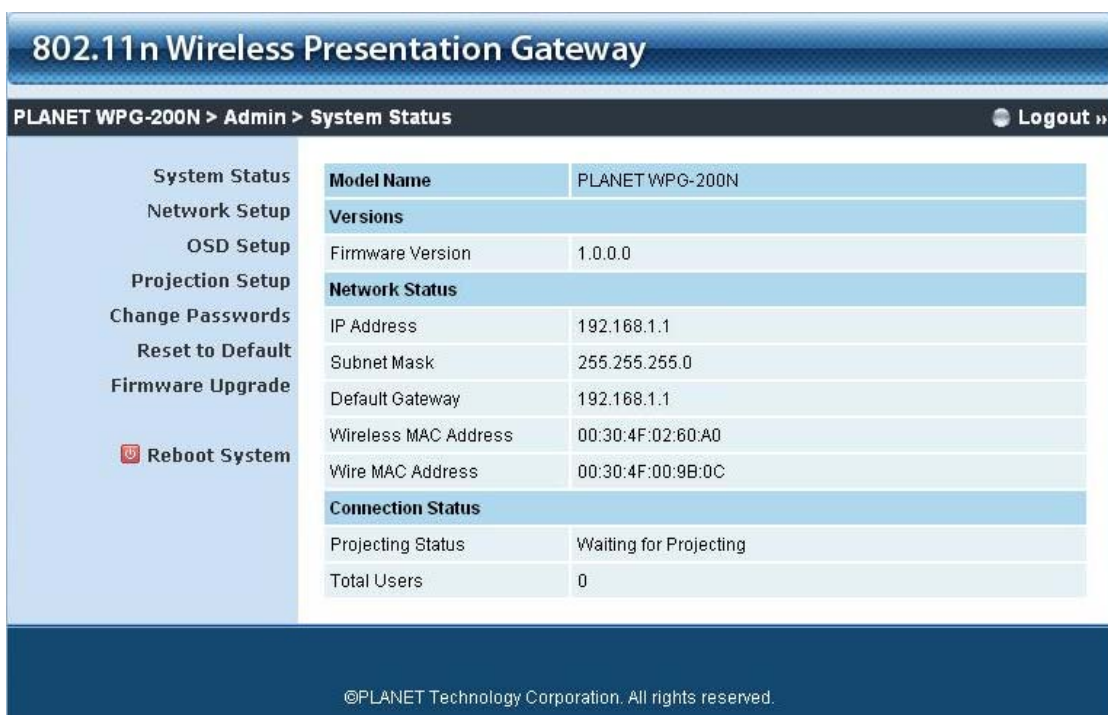 802.11n Wireless Presentation Gateway
PLANET WPG-200N > Admin > System Status
Logout »
System Status
Network Setup
OSD Setup
Projection Setup
Change Passwords
Reset to Default
Firmware Upgrade
Reboot System
Model Name PLANET WPG-200N
Versions
Firmware Version 1.0.0.0
Network Status
IP Address 192.168.1.1
Subnet Mask 255.255.255.0
Default Gateway 192.168.1.1
Wireless MAC Address 00:30:4F:02:60:A0
Wire MAC Address 00:30:4F:00:9B:0C
Connection Status
Projecting Status Waiting for Projecting
Total Users 0
©PLANET Technology Corporation. All rights reserved.